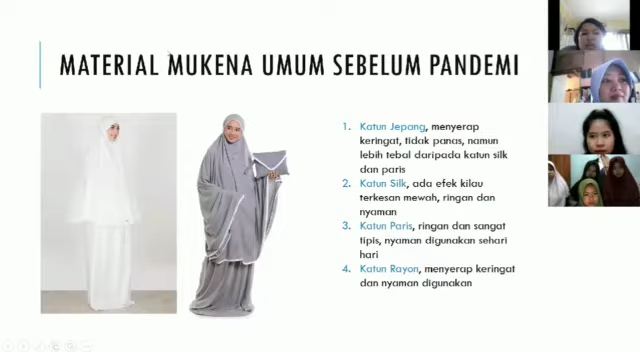 MATERIAL MUKENA UMUM SEBELUM PANDEMI
1. Katun Jepang, menyerap
keringat, tidak panas, namun
lebih tebal daripada katun silk
dan paris
2. Katun Silk, ada efek kilau
terkesan mewah, ringan dan
nyaman
3. Katun Paris, ringan dan sangat
tipis, nyaman digunakan sehari
hari
4. Katun Rayon, menyerap keringat
dan nyaman digunakan